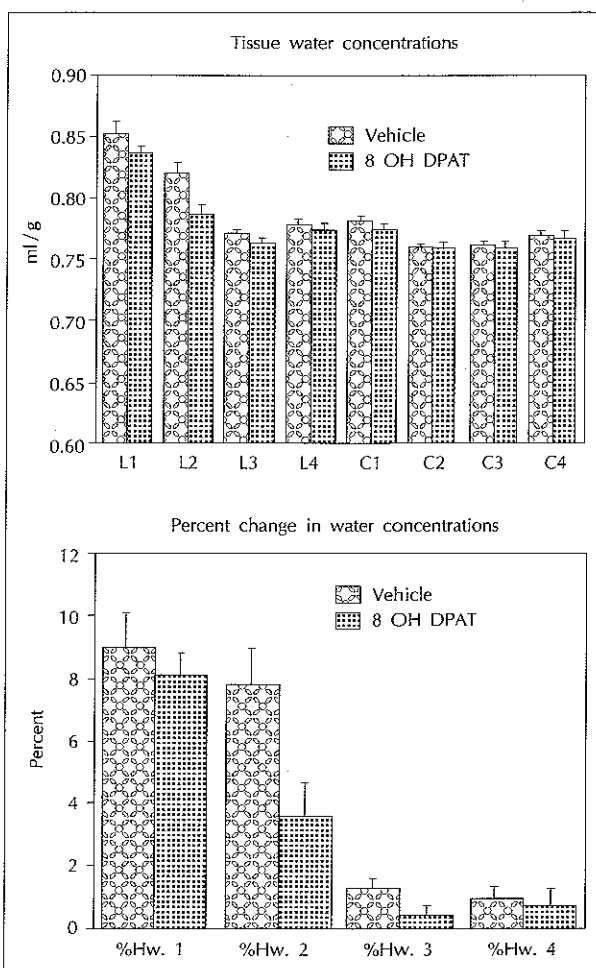 Tissue water concentrations
0.90
0.85
0.80
0.75
0.70
0.65
0.60
ml/g
Vehicle
8 OH DPAT
L1 L2 L3 L4 C1 C2 C3 C4
Percent change in water concentrations
12
10
8
6
4
2
0
Percent
Vehicle
8 OH DPAT
%Hw. 1 %Hw. 2 %Hw. 3 %Hw. 4